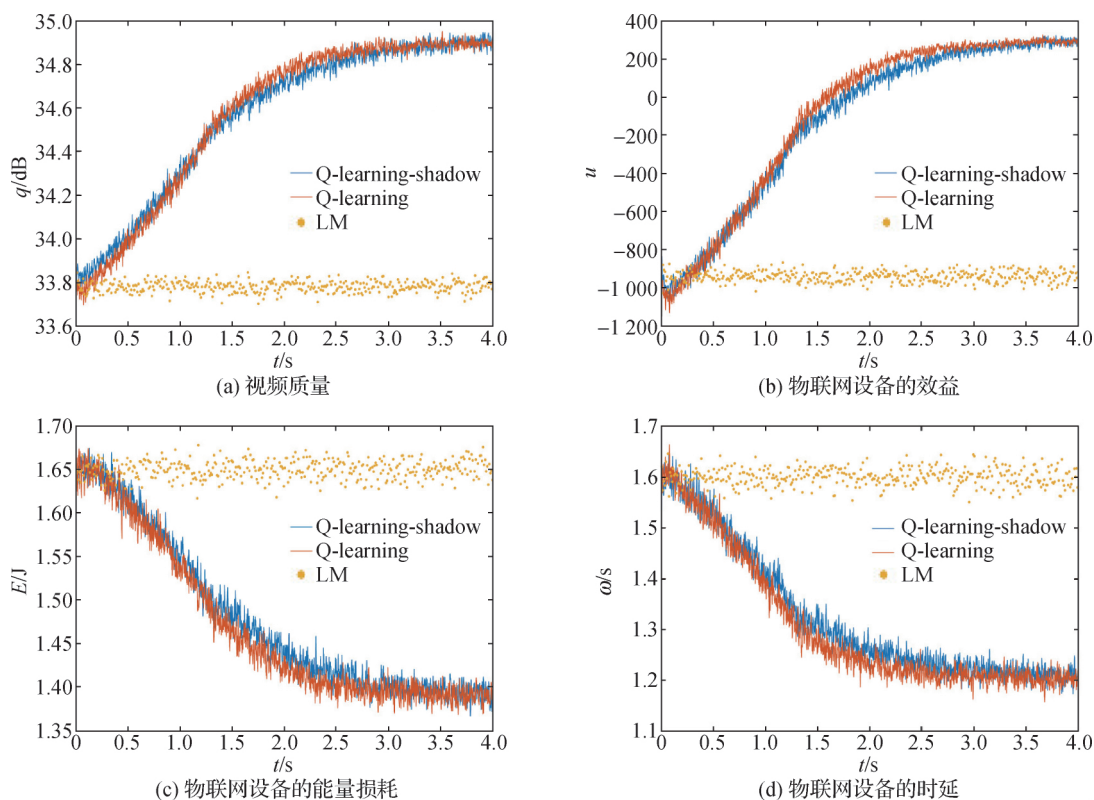 35.0
34.8
34.6
34.4
34.2
34.0
33.8
33.6
q/dB
Q-learning-shadow
Q-learning
LM
0 0.5 1.0 1.5 2.0 2.5 3.0 3.5 4.0
t/s
(a) 视频质量
400
200
0
−200
−400
−600
−800
−1 000
−1 200
u
Q-learning-shadow
Q-learning
LM
0 0.5 1.0 1.5 2.0 2.5 3.0 3.5 4.0
t/s
(b) 物联网设备的效益
1.70
1.65
1.60
1.55
1.50
1.45
1.40
1.35
E/J
Q-learning-shadow
Q-learning
LM
0 0.5 1.0 1.5 2.0 2.5 3.0 3.5 4.0
t/s
(c) 物联网设备的能量损耗
1.7
1.6
1.5
1.4
1.3
1.2
1.1
ω/s
Q-learning-shadow
Q-learning
LM
0 0.5 1.0 1.5 2.0 2.5 3.0 3.5 4.0
t/s
(d) 物联网设备的时延